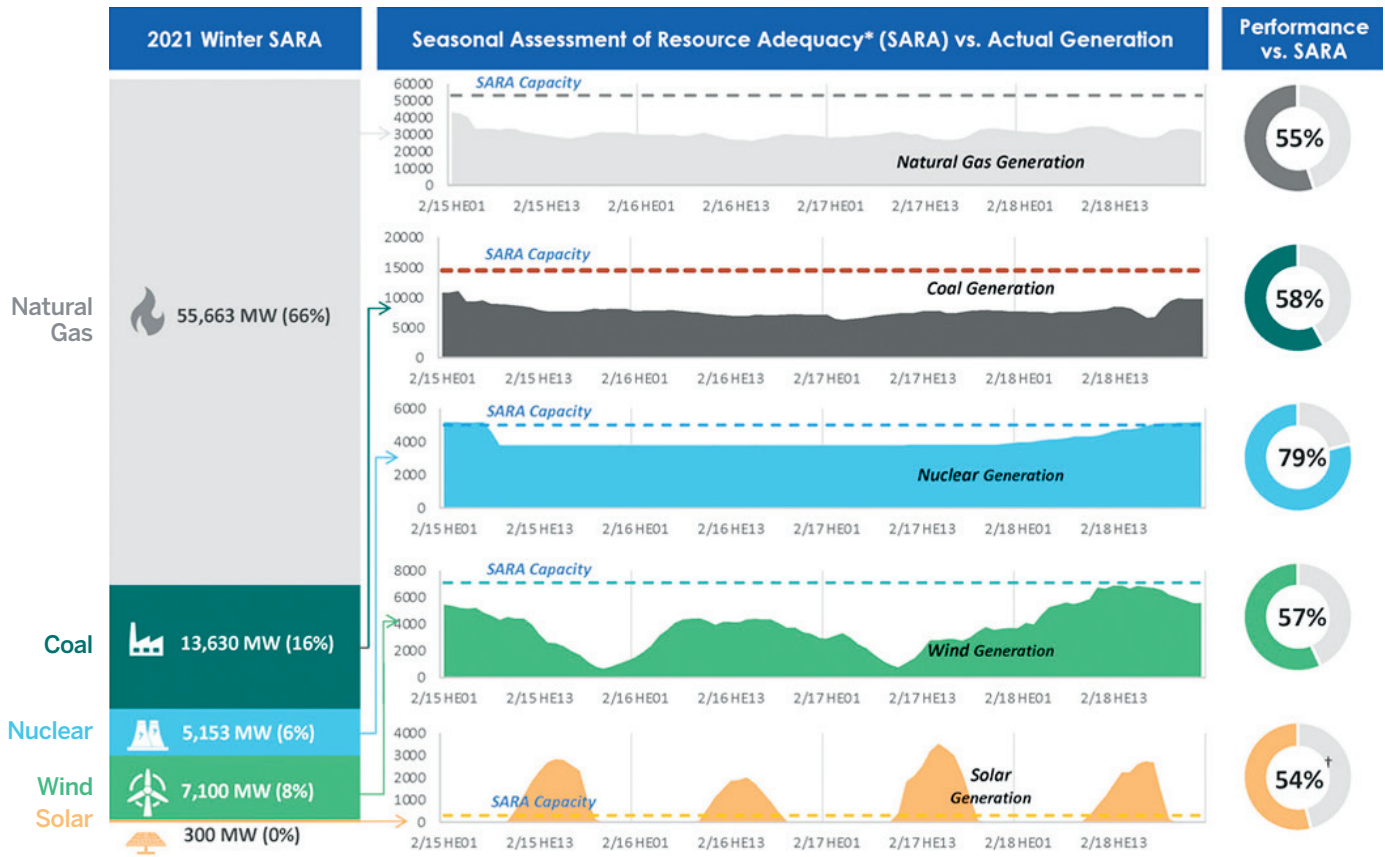 2021 Winter SARA
Seasonal Assessment of Resource Adequacy* (SARA) vs. Actual Generation
Performance
vs. SARA
Natural
Gas
55,663 MW (66%)
Coal
13,630 MW (16%)
Nuclear
5,153 MW (6%)
Wind
7,100 MW (8%)
Solar
300 MW (0%)
60000
50000
40000
30000
20000
10000
0
SARA Capacity
Natural Gas Generation
2/15 HE01 2/15 HE13 2/16 HE01 2/16 HE13 2/17 HE01 2/17 HE13 2/18 HE01 2/18 HE13
55%
20000
15000
10000
5000
0
SARA Capacity
Coal Generation
2/15 HE01 2/15 HE13 2/16 HE01 2/16 HE13 2/17 HE01 2/17 HE13 2/18 HE01 2/18 HE13
58%
6000
4000
2000
0
SARA Capacity
Nuclear Generation
2/15 HE01 2/15 HE13 2/16 HE01 2/16 HE13 2/17 HE01 2/17 HE13 2/18 HE01 2/18 HE13
79%
8000
6000
4000
2000
0
SARA Capacity
Wind Generation
2/15 HE01 2/15 HE13 2/16 HE01 2/16 HE13 2/17 HE01 2/17 HE13 2/18 HE01 2/18 HE13
57%
4000
3000
2000
1000
0
SARA Capacity
Solar
Generation
2/15 HE01 2/15 HE13 2/16 HE01 2/16 HE13 2/17 HE01 2/17 HE13 2/18 HE01 2/18 HE13
54%†